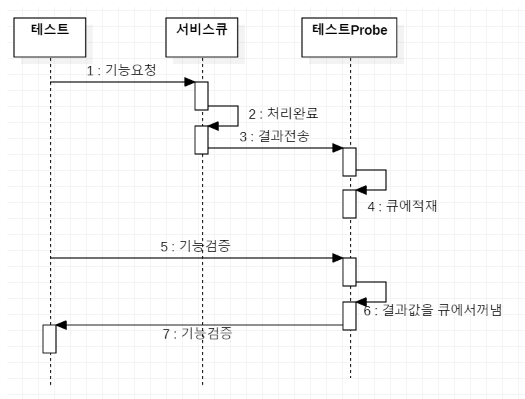 테스트
서비스큐
테스트Probe
1 : 기능요청
2 : 처리완료
3 : 결과전송
4 : 큐에적재
5 : 기능검증
6 : 결과값을 큐에서꺼냄
7 : 기능검증